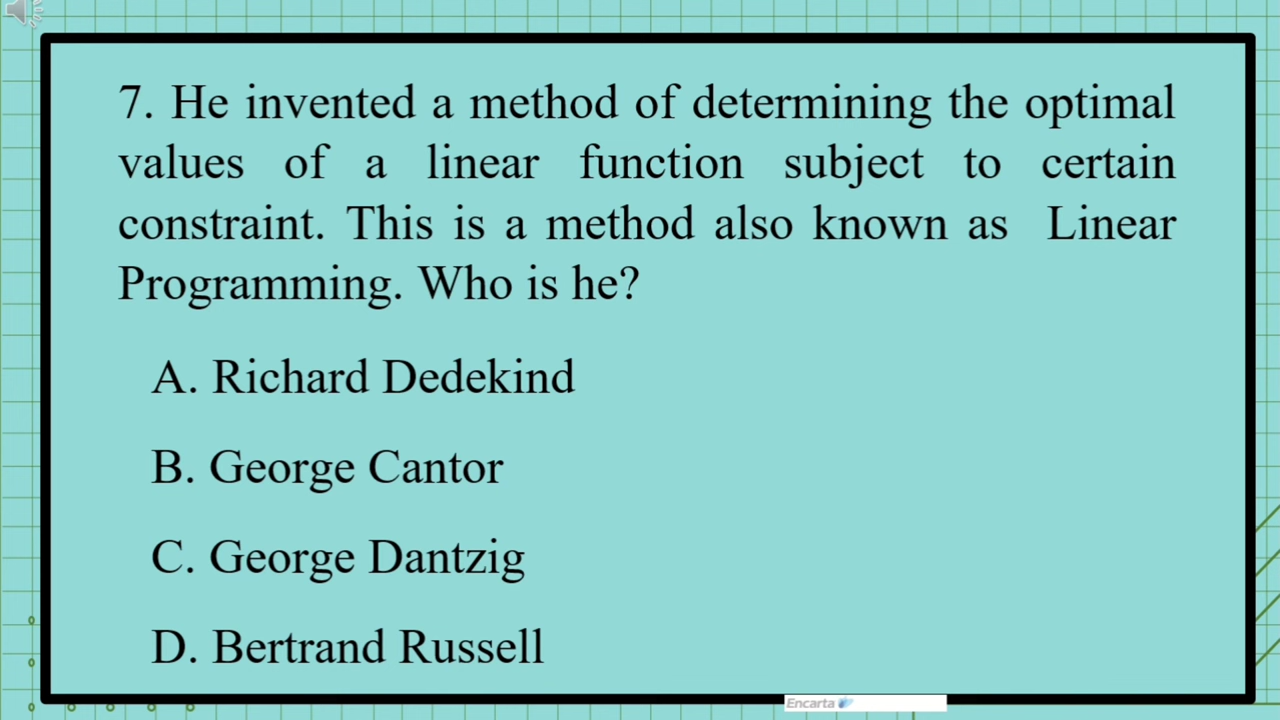 7. He invented a method of determining the optimal
values of a linear function subject to certain
constraint. This is a method also known as Linear
Programming. Who is he?
A. Richard Dedekind
B. George Cantor
C. George Dantzig
D. Bertrand Russell
Encarta